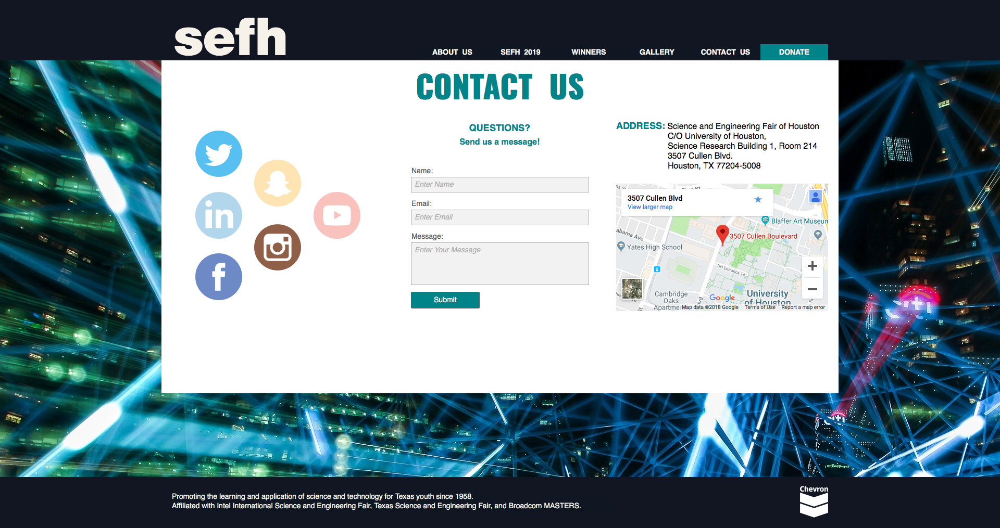 sefh
ABOUT US
SEFH 2019
WINNERS
GALLERY
CONTACT US
DONATE
CONTACT US
QUESTIONS?
Send us a message!
Name:
Enter Name
Email:
Enter Email
Message:
Enter Your Message
Submit
ADDRESS: Science and Engineering Fair of Houston
C/O University of Houston,
Science Research Building 1, Room 214
3507 Cullen Blvd.
Houston, TX 77204-5008
3507 Cullen Blvd
View larger map
Blaffer Art Museum
abama Ave
3507 Cullen Boulevard
Yates High School
UH Entrance 14
Cambridge
Oaks
Apartme
Google
University
of Houston
Map data ©2018 Google
Terms of Use
Report a map error
citi
Promoting the learning and application of science and technology for Texas youth since 1958.
Affiliated with Intel International Science and Engineering Fair, Texas Science and Engineering Fair, and Broadcom MASTERS.
Chevron